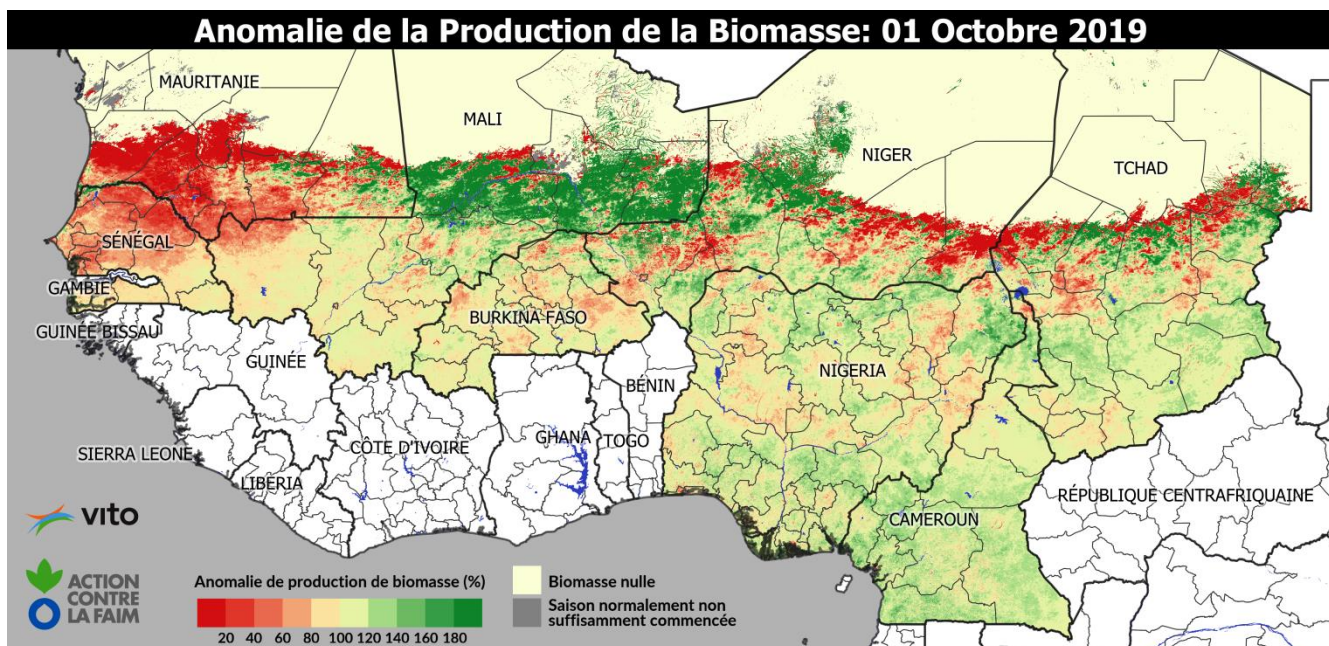 Anomalie de la Production de la Biomasse: 01 Octobre 2019
MAURITANIE
MALI
NIGER
TCHAD
SÉNÉGAL
GAMBIE
GUINÉE BISSAU
BURKINA FASO
GUINÉE
BÉNIN
NIGERIA
SIERRA LEONE
CÔTE D'IVOIRE
GHANA
TOGO
LIBÉRIA
RÉPUBLIQUE CENTRAFRIQUAINE
CAMEROUN
vito
ACTION
CONTRE
LA FAIM
Anomalie de production de biomasse (%)
20 40 60 80 100 120 140 160 180
Biomasse nulle
Saison normalement non
suffisamment commencée